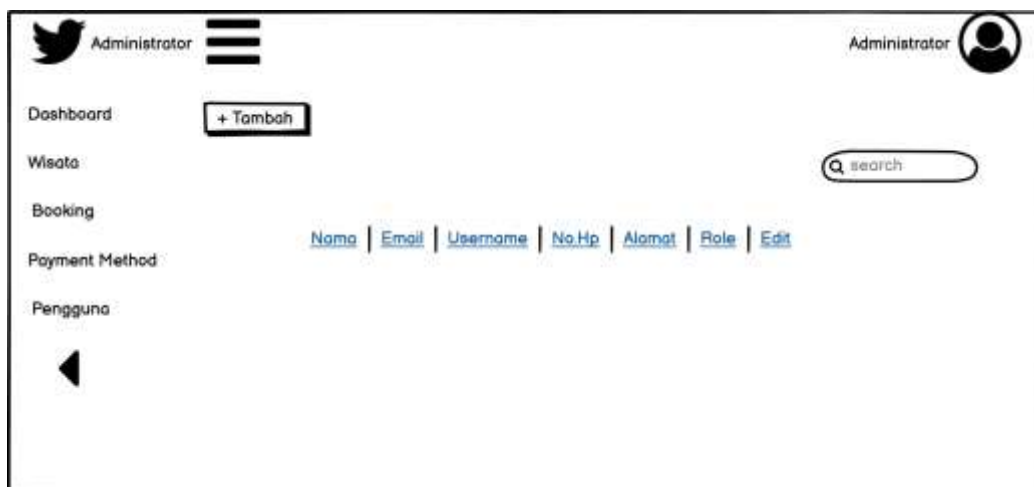 Administrator
Administrator
Dashboard
+ Tambah
Wisata
search
Booking
Nama | Email | Username | No.Hp | Alamat | Role | Edit
Payment Method
Pengguna